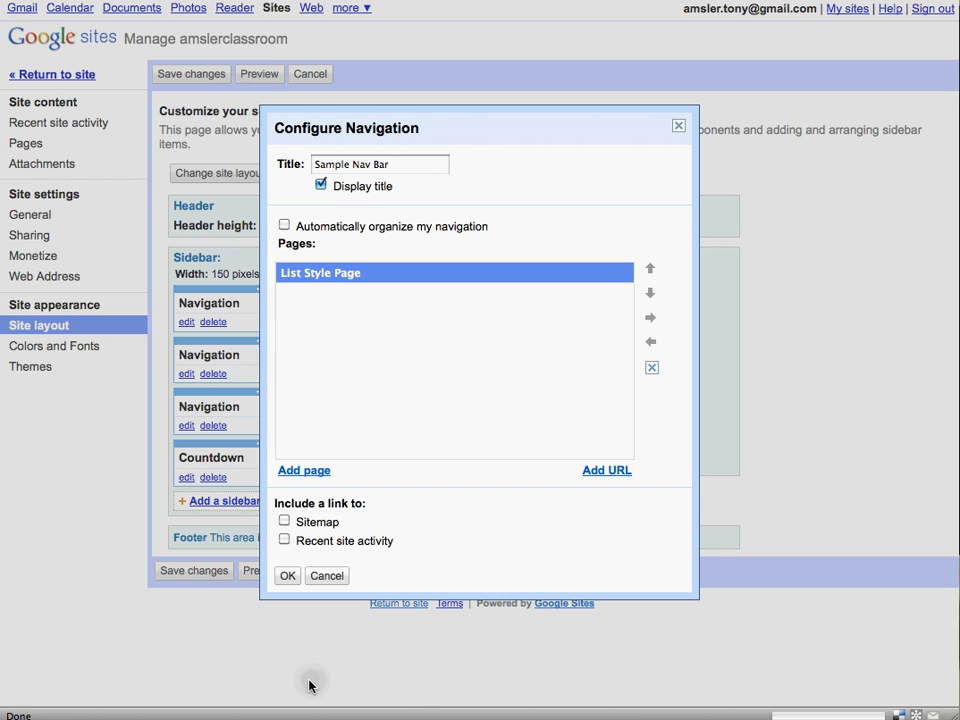 Gmail Calendar Documents Photos Reader Sites Web more ▼ amsler.tony@gmail.com | My sites | Help | Sign out
Google sites Manage amslerclassroom
« Return to site
Save changes Preview Cancel
Site content
Recent site activity
Pages
Attachments
Site settings
General
Sharing
Monetize
Web Address
Site appearance
Site layout
Colors and Fonts
Themes
Customize your s
This page allows yo ponents and adding and arranging sidebar
items.
Change site layou
Header
Header height:
Sidebar:
Width: 150 pixels
Navigation
edit delete
Navigation
edit delete
Navigation
edit delete
Countdown
edit delete
+ Add a sidebar
Footer This area i
Save changes Pre
Configure Navigation
Title: Sample Nav Bar
Display title
Automatically organize my navigation
Pages:
List Style Page
Add page Add URL
Include a link to:
Sitemap
Recent site activity
OK Cancel
Return to site Terms | Powered by Google Sites
Done